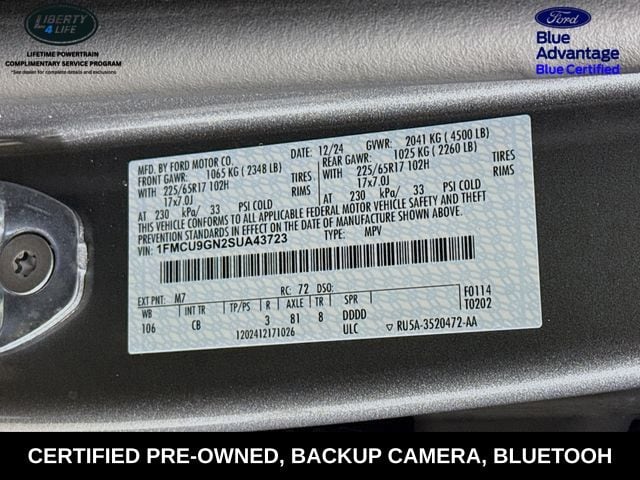 LIBERTY
4 LIFE
LIFETIME POWERTRAIN
COMPLIMENTARY SERVICE PROGRAM
*See dealer for complete details and vehicle eligibility.
Ford
Blue
Advantage
Blue Certified
MFD. BY FORD MOTOR CO.
DATE: 12/24 GVWR: 2041 KG ( 4500 LB)
FRONT GAWR: 1065 KG ( 2348 LB)
REAR GAWR: 1025 KG ( 2260 LB)
WITH 225/65R17 102H TIRES
WITH 225/65R17 102H TIRES
17x7.0J RIMS
17x7.0J RIMS
AT 230 kPa/ 33 PSI COLD
AT 230 kPa/ 33 PSI COLD
THIS VEHICLE CONFORMS TO ALL APPLICABLE FEDERAL MOTOR VEHICLE SAFETY AND THEFT
PREVENTION STANDARDS IN EFFECT ON THE DATE OF MANUFACTURE SHOWN ABOVE.
VIN: 1FMCU9GN2SUA43723 TYPE: MPV
EXT PNT: M7 RC: 72 DSO: F0114
WB INT TR TP/PS R AXLE TR SPR T0202
106 CB 3 81 8 DDDD
1202412171026 ULC ▽ RU5A-3520472-AA
CERTIFIED PRE-OWNED, BACKUP CAMERA, BLUETOOH